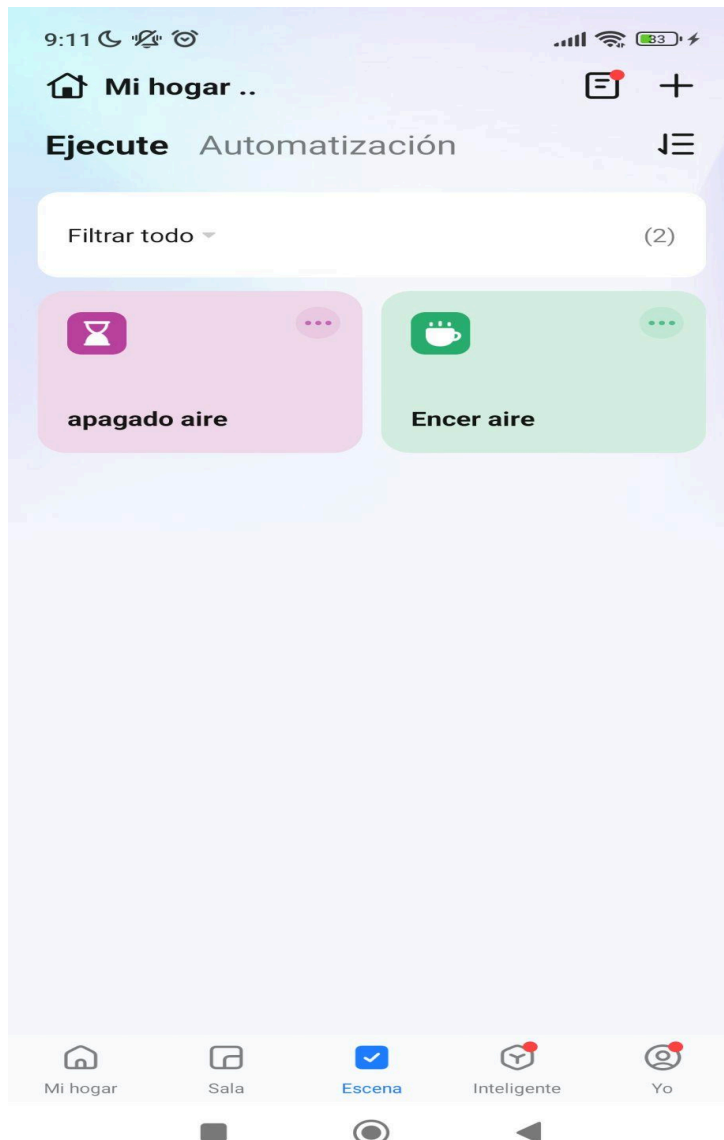 9:11 83
Mi hogar ..
Ejecute Automatización
Filtrar todo (2)
apagado aire Encer aire
Mi hogar Sala Escena Inteligente Yo